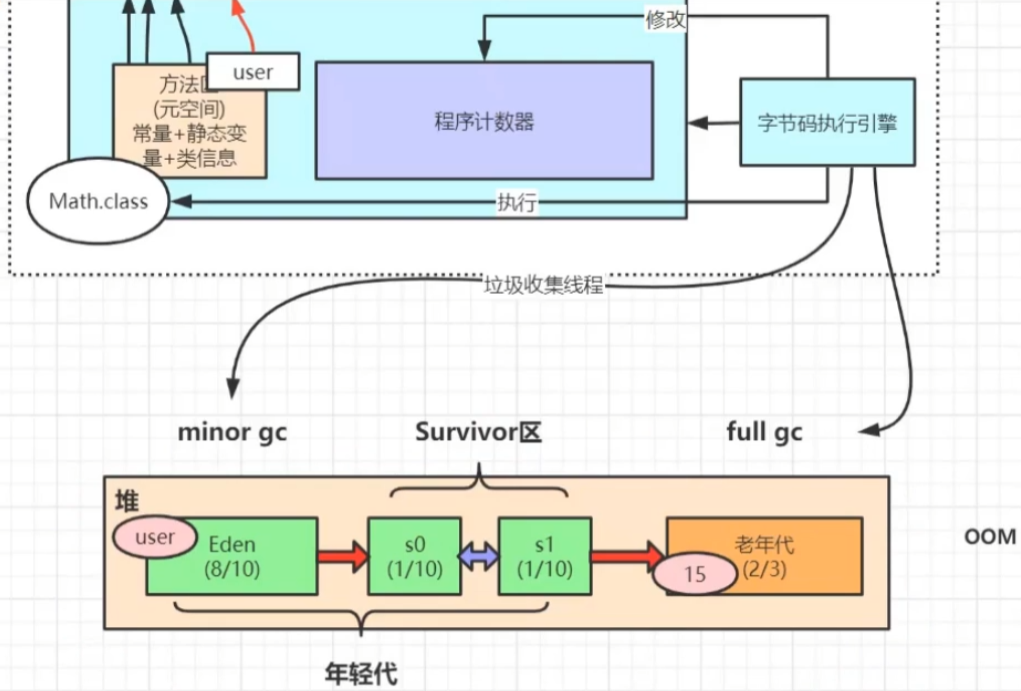 修改
user
方法区
(元空间)
常量+静态变
量+类信息
程序计数器
字节码执行引擎
Math.class
执行
垃圾收集线程
minor gc
Survivor区
full gc
堆
user
Eden
(8/10)
s0
(1/10)
s1
(1/10)
老年代
15
(2/3)
OOM
年轻代